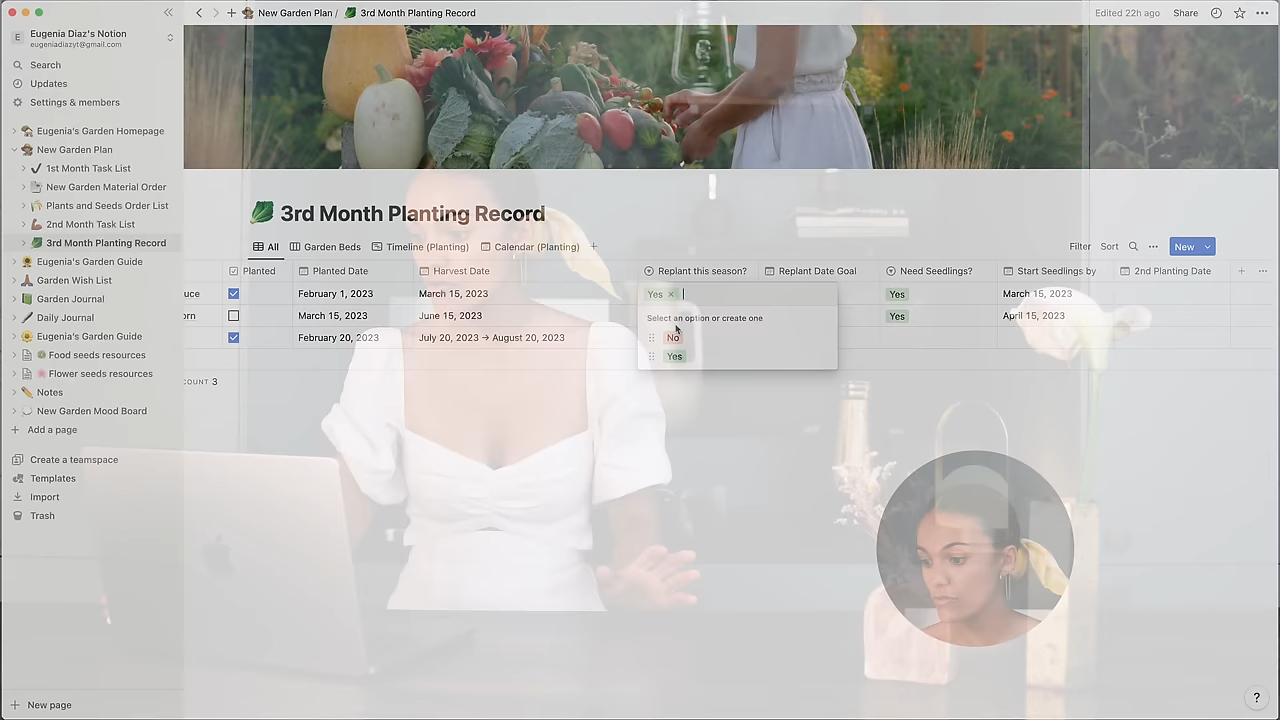 New Garden Plan / 3rd Month Planting Record
Edited 22h ago Share
E Eugenia Diaz's Notion
eugeniadiazyt@gmail.com
Search
Updates
Settings & members
Eugenia's Garden Homepage
New Garden Plan
1st Month Task List
New Garden Material Order
Plants and Seeds Order List
2nd Month Task List
3rd Month Planting Record
Eugenia's Garden Guide
Garden Wish List
Garden Journal
Daily Journal
Eugenia's Garden Guide
Food seeds resources
Flower seeds resources
Notes
New Garden Mood Board
Add a page
Create a teamspace
Templates
Import
Trash
New page
3rd Month Planting Record
All Garden Beds Timeline (Planting) Calendar (Planting)
Filter Sort New
Planted Planted Date Harvest Date Replant this season? Replant Date Goal Need Seedlings? Start Seedlings by 2nd Planting Date
uce February 1, 2023 March 15, 2023 Yes Yes March 15, 2023
orn March 15, 2023 June 15, 2023 Yes April 15, 2023
February 20, 2023 July 20, 2023 → August 20, 2023
Select an option or create one
No
Yes
COUNT 3
?